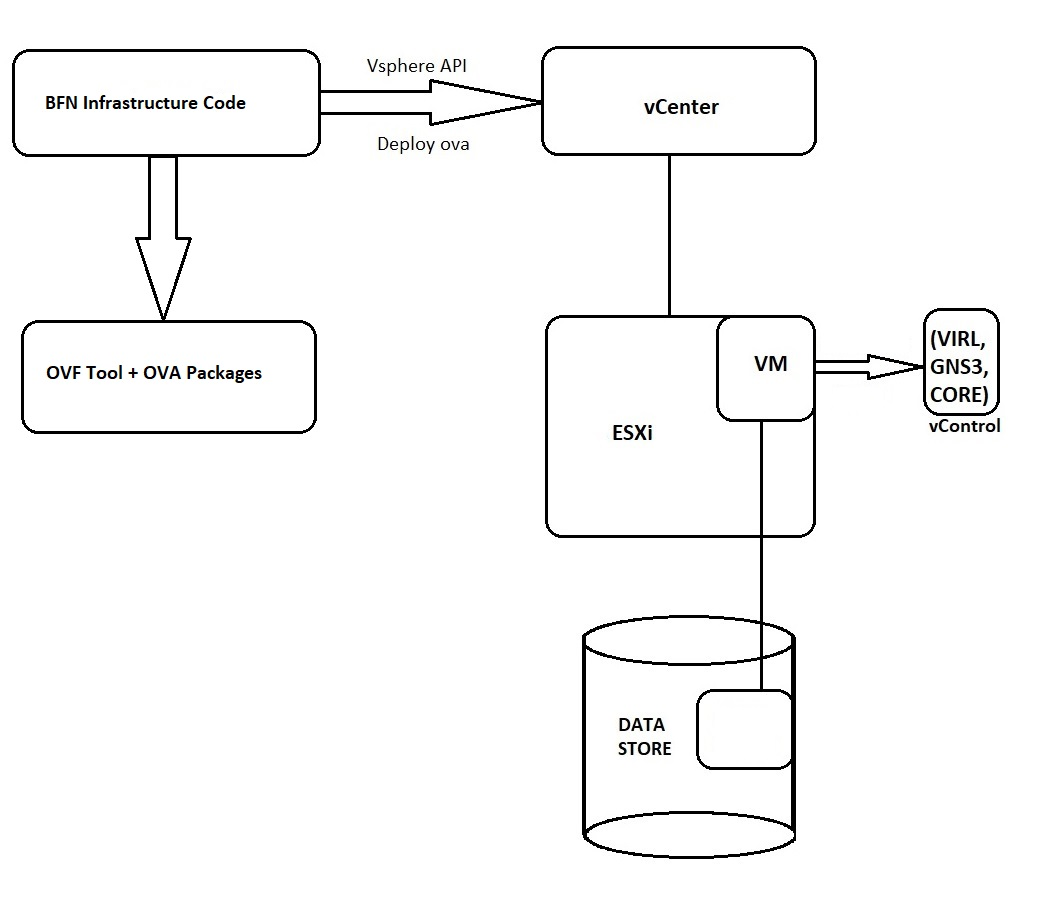 Vsphere API
BFN Infrastructure Code
vCenter
Deploy ova
(VIRL,
GNS3,
CORE)
vControl
VM
OVF Tool + OVA Packages
ESXi
DATA
STORE